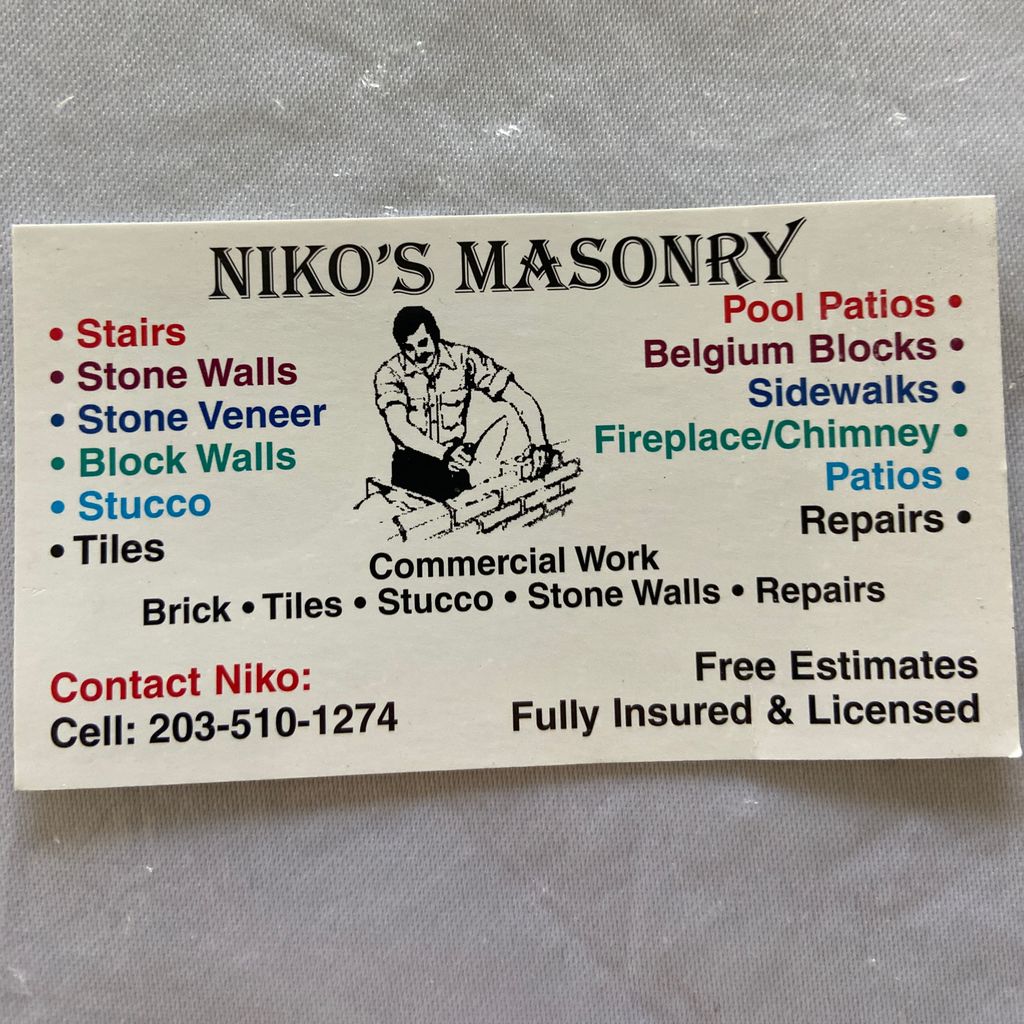 NIKO'S MASONRY
• Stairs
• Stone Walls
• Stone Veneer
• Block Walls
• Stucco
• Tiles
Pool Patios •
Belgium Blocks •
Sidewalks •
Fireplace/Chimney •
Patios •
Repairs •
Commercial Work
Brick • Tiles • Stucco • Stone Walls • Repairs
Contact Niko:
Cell: 203-510-1274
Free Estimates
Fully Insured & Licensed